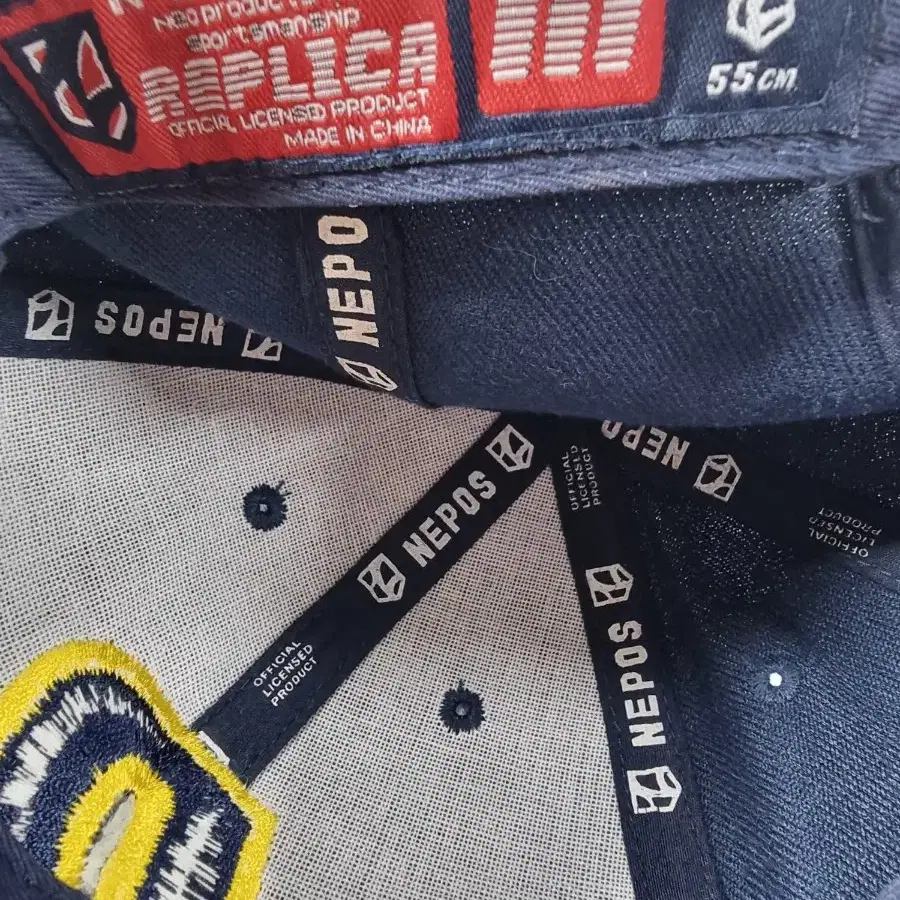 sportsmanship
REPLICA
OFFICIAL LICENSED PRODUCT
MADE IN CHINA
55CM.
NEPOS
NEPOS
NEPOS
NEPOS
OFFICIAL
LICENSED
PRODUCT
OFFICIAL
LICENSED
PRODUCT
OFFICIAL
LICENSED
PRODUCT
NEPOS